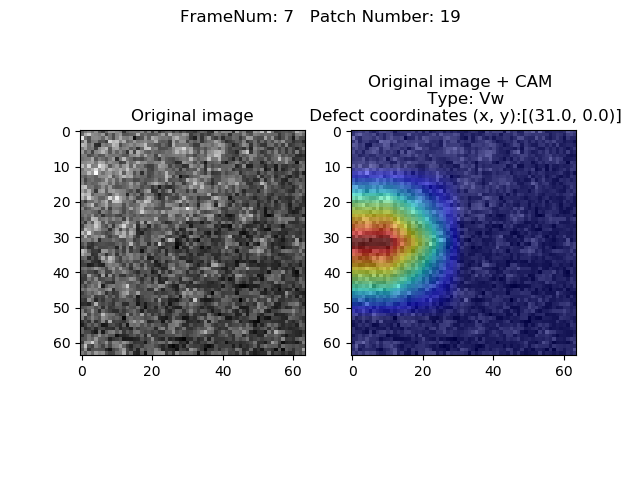 FrameNum: 7   Patch Number: 19
Original image
Original image + CAM
Type: Vw
Defect coordinates (x, y):[(31.0, 0.0)]
0
10
20
30
40
50
60
0 20 40 60
0
10
20
30
40
50
60
0 20 40 60